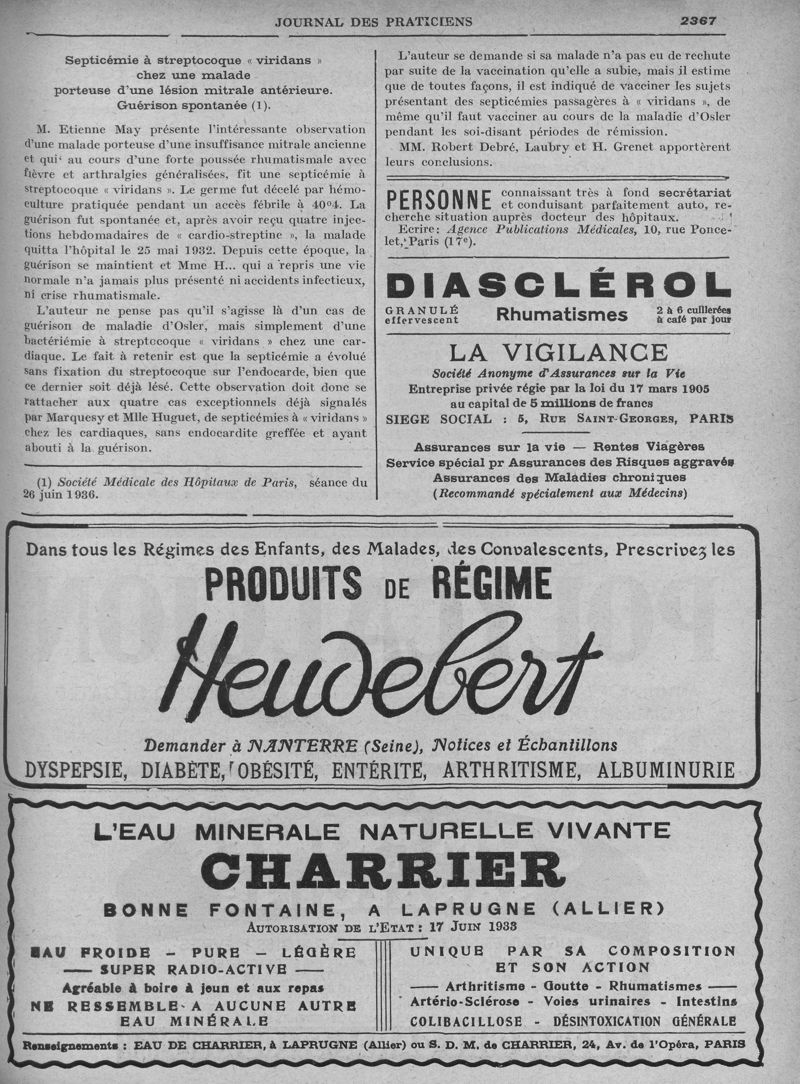 JOURNAL DES PRATICIENS 2367
Septicémie à streptocoque « viridans »
chez une malade
porteuse d'une lésion mitrale antérieure.
Guérison spontanée (1).
M. Etienne May présente l'intéressante observation
d'une malade porteuse d'une insuffisance mitrale ancienne
et qui au cours d'une forte poussée rhumatismale avec
fièvre et arthralgies généralisées, fit une septicémie à
streptocoque « viridans ». Le germe fut décelé par hémo-
culture pratiquée pendant un accès fébrile à 40°4. La
guérison fut spontanée et, après avoir reçu quatre injec-
tions hebdomadaires de « cardio-streptine », la malade
quitta l'hôpital le 25 mai 1932. Depuis cette époque, la
guérison se maintient et Mme H... qui a repris une vie
normale n'a jamais plus présenté ni accidents infectieux,
ni crise rhumatismale.
L'auteur ne pense pas qu'il s'agisse là d'un cas de
guérison de maladie d'Osler, mais simplement d'une
bactériémie à streptocoque « viridans » chez une car-
diaque. Le fait à retenir est que la septicémie a évolué
sans fixation du streptocoque sur l'endocarde, bien que
ce dernier soit déjà lésé. Cette observation doit donc se
rattacher aux quatre cas exceptionnels déjà signalés
par Marquesy et Mlle Huguet, de septicémies à « viridans »
chez les cardiaques, sans endocardite greffée et ayant
abouti à la guérison.
(1) Société Médicale des Hôpitaux de Paris, séance du
26 juin 1936.
L'auteur se demande si sa malade n'a pas eu de rechute
par suite de la vaccination qu'elle a subie, mais il estime
que de toutes façons, il est indiqué de vacciner les sujets
présentant des septicémies passagères à « viridans », de
même qu'il faut vacciner au cours de la maladie d'Osler
pendant les soi-disant périodes de rémission.
MM. Robert Debré, Laubry et H. Grenet apportèrent
leurs conclusions.
PERSONNE connaissant très à fond secrétariat
et conduisant parfaitement auto, re-
cherche situation auprès docteur des hôpitaux.
Ecrire: Agence Publications Médicales, 10, rue Ponce-
let, Paris (17e).
DIASCLÉROL
GRANULÉ effervescent Rhumatismes 2 à 6 cuillerées à café par jour
LA VIGILANCE
Société Anonyme d'Assurances sur la Vie
Entreprise privée régie par la loi du 17 mars 1905
au capital de 5 millions de francs
SIEGE SOCIAL : 5, RUE SAINT-GEORGES, PARIS
Assurances sur la vie — Rentes Viagères
Service spécial pr Assurances des Risques aggravés
Assurances des Maladies chroniques
(Recommandé spécialement aux Médecins)
Dans tous les Régimes des Enfants, des Malades, des Convalescents, Prescrivez les
PRODUITS DE RÉGIME
Heudebert
Demander à NANTERRE (Seine), Notices et Échantillons
DYSPEPSIE, DIABÈTE, OBÉSITÉ, ENTÉRITE, ARTHRITISME, ALBUMINURIE
L'EAU MINERALE NATURELLE VIVANTE
CHARRIER
BONNE FONTAINE, A LAPRUGNE (ALLIER)
AUTORISATION DE L'ETAT : 17 JUIN 1933
EAU FROIDE – PURE – LÉGÈRE
— SUPER RADIO-ACTIVE —
Agréable à boire à jeun et aux repas
NE RESSEMBLE A AUCUNE AUTRE
EAU MINÉRALE
UNIQUE PAR SA COMPOSITION
ET SON ACTION
— Arthritisme - Goutte - Rhumatismes —
Artério-Sclérose - Voies urinaires - Intestins
COLIBACILLOSE - DÉSINTOXICATION GÉNÉRALE
Renseignements : EAU DE CHARRIER, à LAPRUGNE (Allier) ou S. D. M. de CHARRIER, 24, Av. de l'Opéra, PARIS